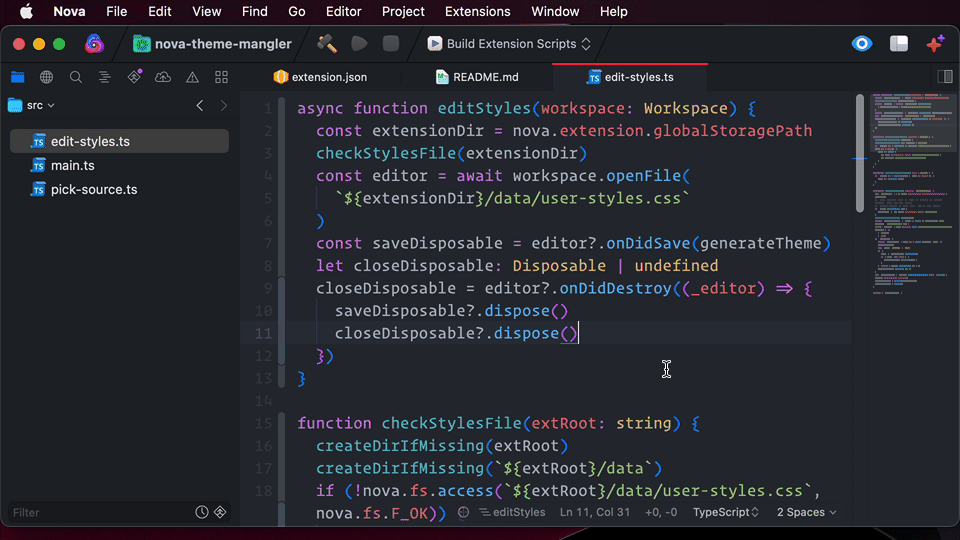 Nova File Edit View Find Go Editor Project Extensions Window Help
nova-theme-mangler Build Extension Scripts
extension.json README.md TS edit-styles.ts
src
TS edit-styles.ts
TS main.ts
TS pick-source.ts
1 async function editStyles(workspace: Workspace) {
2 const extensionDir = nova.extension.globalStoragePath
3 checkStylesFile(extensionDir)
4 const editor = await workspace.openFile(
5 `${extensionDir}/data/user-styles.css`
6 )
7 const saveDisposable = editor?.onDidSave(generateTheme)
8 let closeDisposable: Disposable | undefined
9 closeDisposable = editor?.onDidDestroy((_editor) => {
10 saveDisposable?.dispose()
11 closeDisposable?.dispose()
12 })
13 }
14
15 function checkStylesFile(extRoot: string) {
16 createDirIfMissing(extRoot)
17 createDirIfMissing(`${extRoot}/data`)
18 if (!nova.fs.access(`${extRoot}/data/user-styles.css`,
nova.fs.F_OK))
Filter editStyles Ln 11, Col 31 +0, -0 TypeScript 2 Spaces